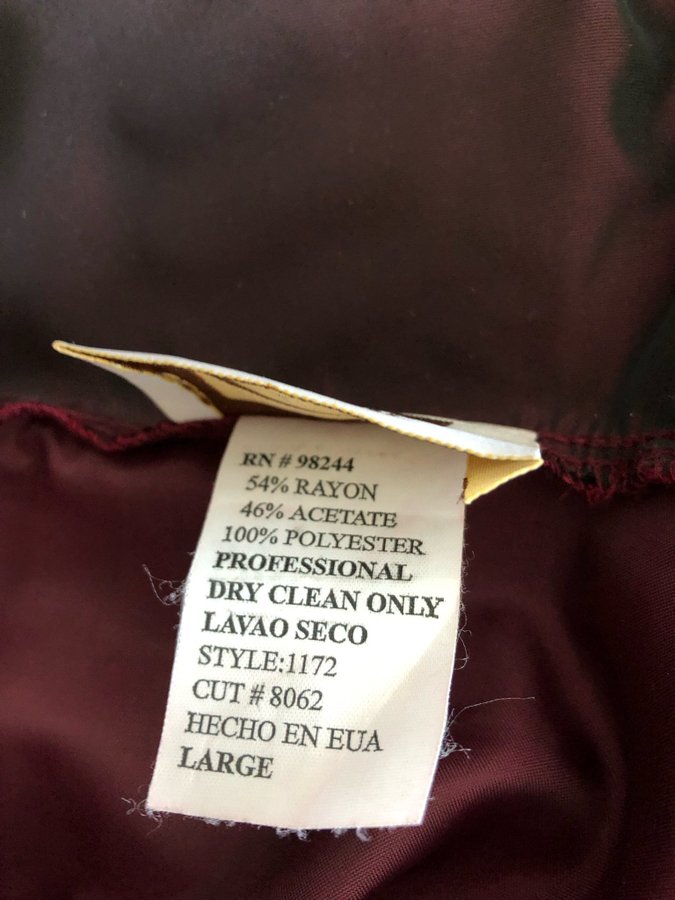 RN # 98244
54% RAYON
46% ACETATE
100% POLYESTER
PROFESSIONAL
DRY CLEAN ONLY
LAVAO SECO
STYLE:1172
CUT # 8062
HECHO EN EUA
LARGE